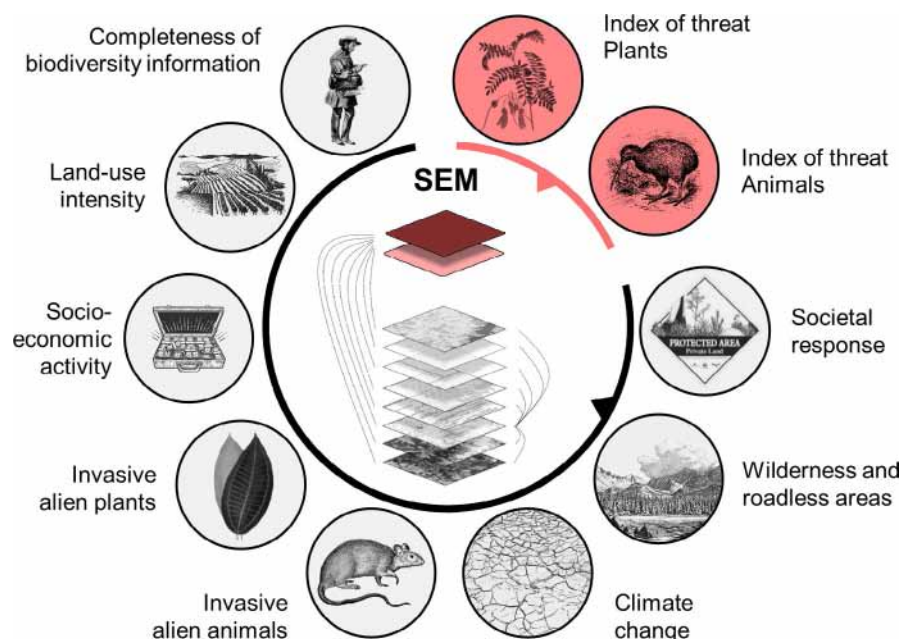 Completeness of
biodiversity information
Index of threat
Plants
Land-use
intensity
SEM
Index of threat
Animals
Socio-
economic
activity
Societal
response
PROTECTED AREA
Private Land
Invasive
alien plants
Wilderness and
roadless areas
Invasive
alien animals
Climate
change